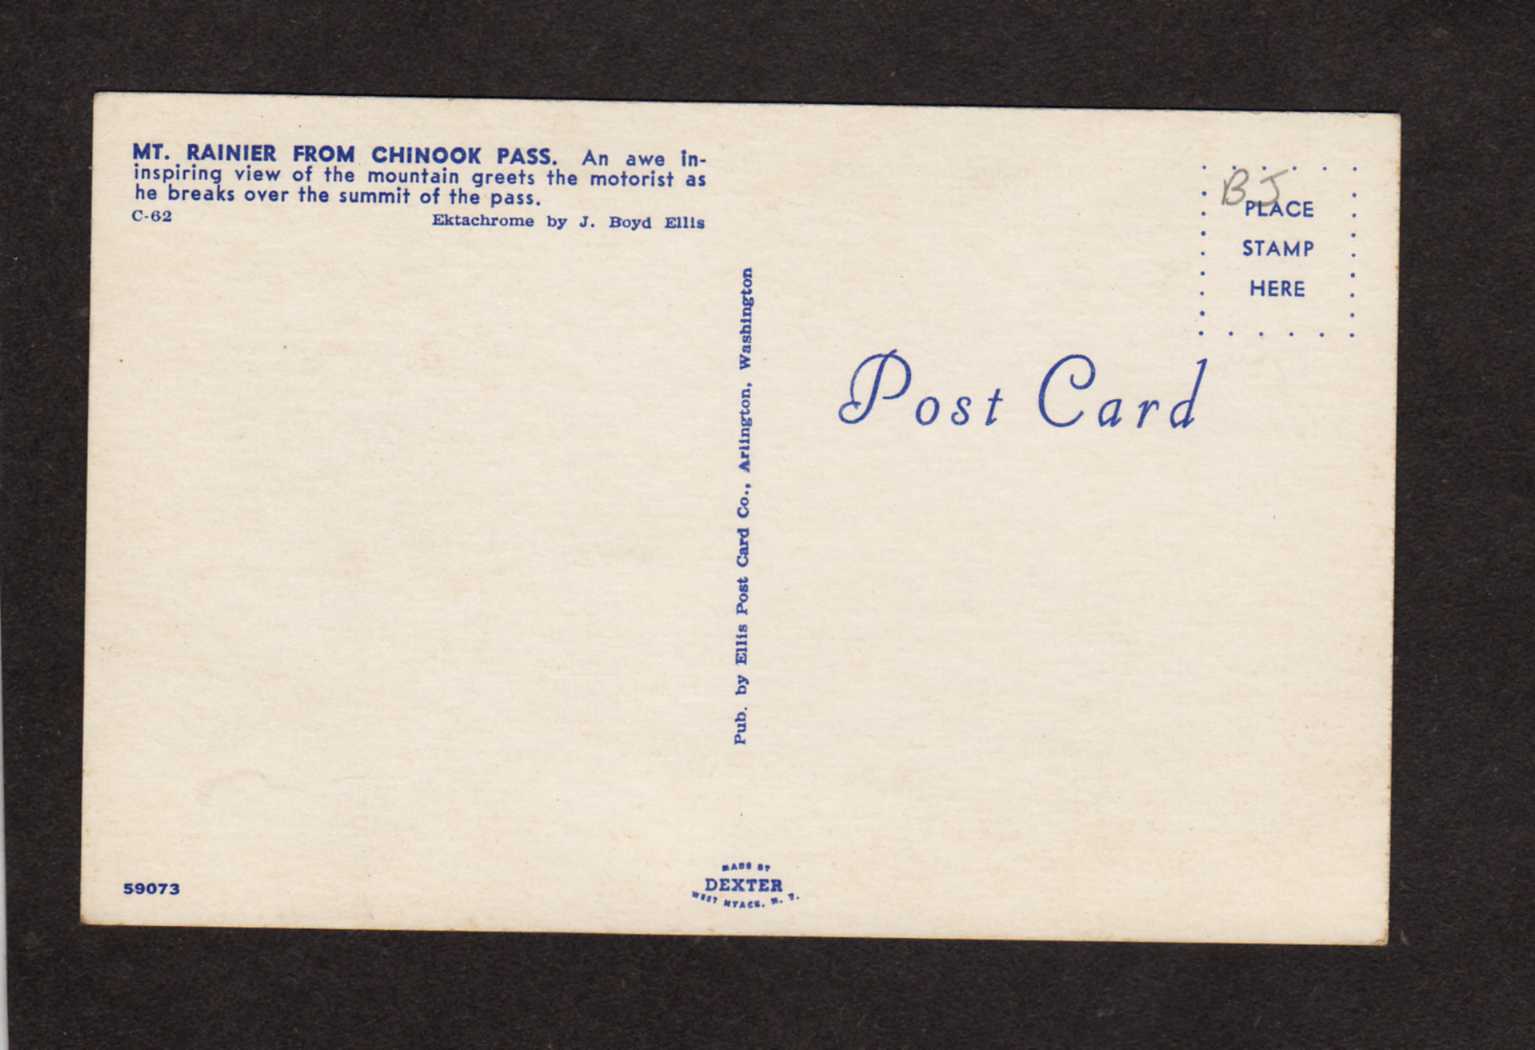 MT. RAINIER FROM CHINOOK PASS. An awe in-
inspiring view of the mountain greets the motorist as
he breaks over the summit of the pass.
C-62 Ektachrome by J. Boyd Ellis
BJ
PLACE
STAMP
HERE
Post Card
Pub. by Ellis Post Card Co., Arlington, Washington
59073
MADE BY
DEXTER
WEST NYACK, N. Y.